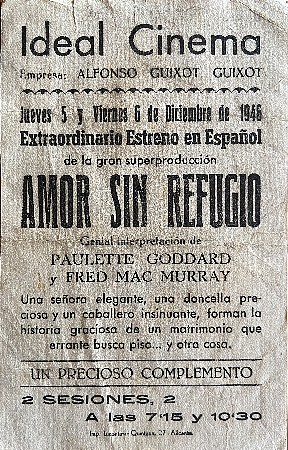 Ideal Cinema
Empresa: ALFONSO GUIXOT GUIXOT
Jueves 5 y Viernes 6 de Diciembre de 1946
Extraordinario Estreno en Español
de la gran superproducción
AMOR SIN REFUGIO
Genial interpretación de
PAULETTE GODDARD
y FRED MAC MURRAY
Una señora elegante, una doncella pre-
ciosa y un caballero insinuante, forman la
historia graciosa de un matrimonio que
errante busca piso... y otra cosa.
UN PRECIOSO COMPLEMENTO
2 SESIONES, 2
A las 7'15 y 10'30
Imp. 27 - Alicante